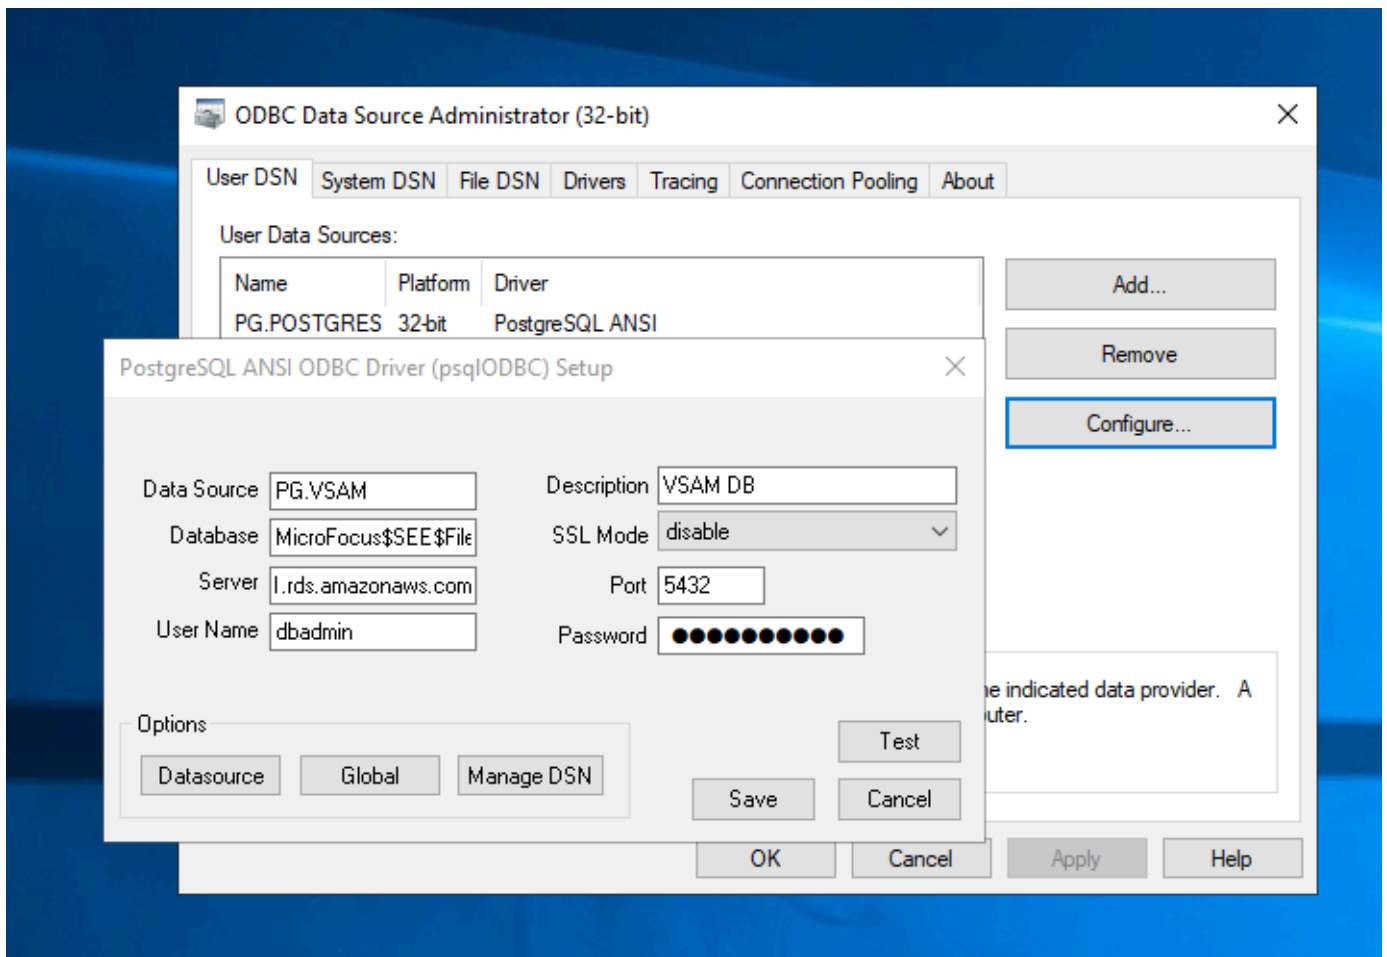 ODBC Data Source Administrator (32-bit)
User DSN System DSN File DSN Drivers Tracing Connection Pooling About
User Data Sources:
Name Platform Driver
PG.POSTGRES 32-bit PostgreSQL ANSI
Add...
Remove
Configure...
PostgreSQL ANSI ODBC Driver (psqlODBC) Setup
Data Source PG.VSAM Description VSAM DB
Database MicroFocus$SEE$File SSL Mode disable
Server l.rds.amazonaws.com Port 5432
User Name dbadmin Password ●●●●●●●●●●
indicated data provider. A
Options
Datasource Global Manage DSN
Test
Save Cancel
OK Cancel Apply Help